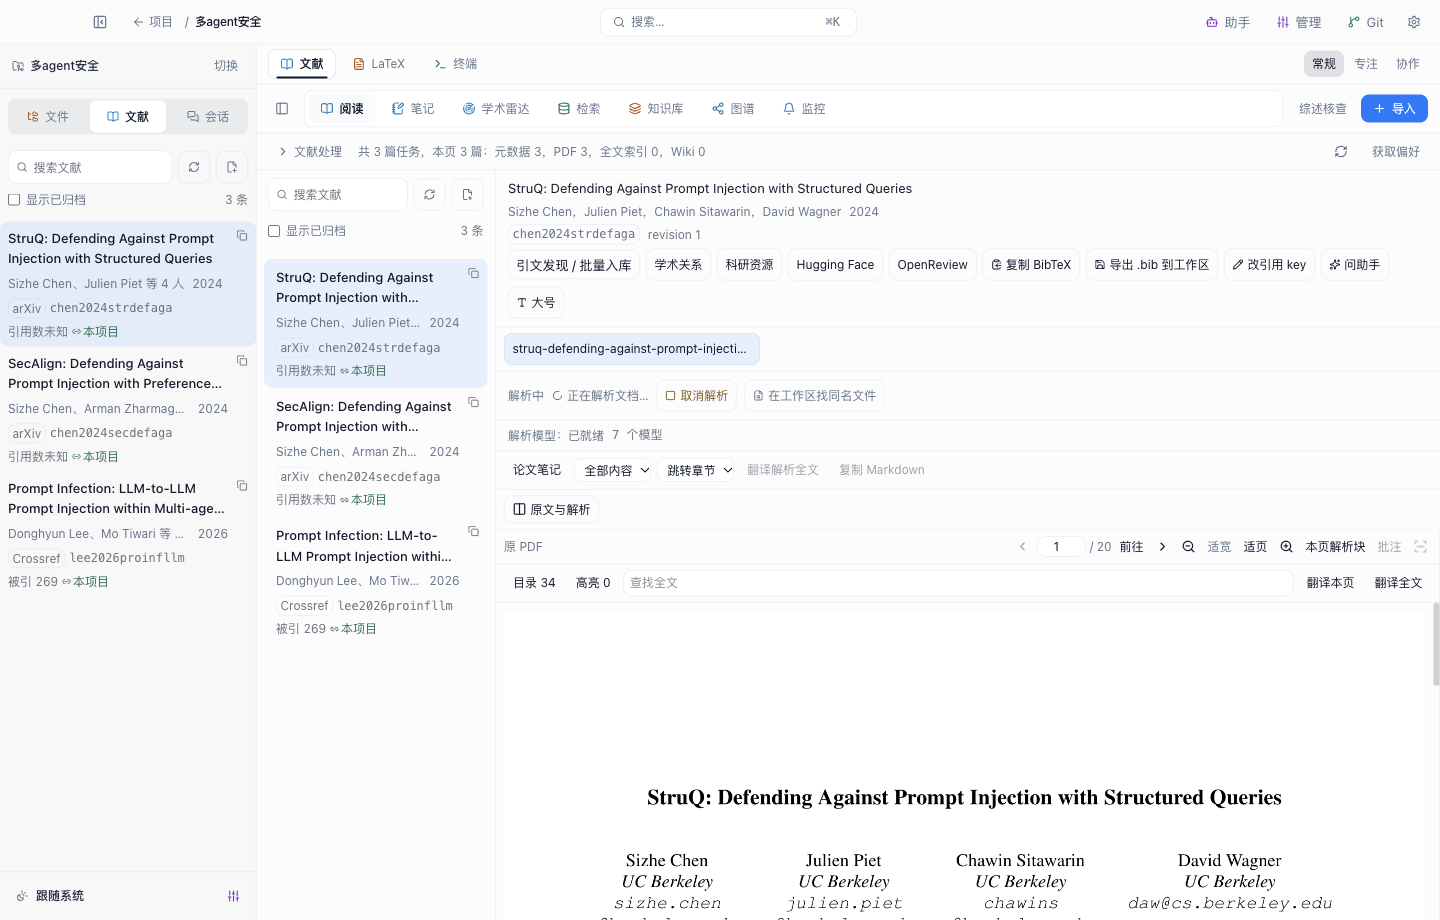 项目 / 多agent安全
搜索... ⌘K
助手 管理 Git
多agent安全 切换
文献 LaTeX 终端
常规 专注 协作
文件 文献 会话
阅读 笔记 学术雷达 检索 知识库 图谱 监控
综述核查 导入
搜索文献
显示已归档 3 条
StruQ: Defending Against Prompt
Injection with Structured Queries
Sizhe Chen、Julien Piet 等 4 人 2024
arXiv chen2024strdefaga
引用数未知 本项目
SecAlign: Defending Against
Prompt Injection with Preference...
Sizhe Chen、Arman Zharmag... 2024
arXiv chen2024secdefaga
引用数未知 本项目
Prompt Infection: LLM-to-LLM
Prompt Injection within Multi-age...
Donghyun Lee、Mo Tiwari 等 ... 2026
Crossref lee2026proinfllm
被引 269 本项目
跟随系统
文献处理 共 3 篇任务，本页 3 篇：元数据 3，PDF 3，全文索引 0，Wiki 0
获取偏好
搜索文献
显示已归档 3 条
StruQ: Defending Against
Prompt Injection with...
Sizhe Chen、Julien Piet... 2024
arXiv chen2024strdefaga
引用数未知 本项目
SecAlign: Defending Against
Prompt Injection with...
Sizhe Chen、Arman Zh... 2024
arXiv chen2024secdefaga
引用数未知 本项目
Prompt Infection: LLM-to-
LLM Prompt Injection withi...
Donghyun Lee、Mo Tiw... 2026
Crossref lee2026proinfllm
被引 269 本项目
StruQ: Defending Against Prompt Injection with Structured Queries
Sizhe Chen, Julien Piet, Chawin Sitawarin, David Wagner 2024
chen2024strdefaga revision 1
引文发现 / 批量入库 学术关系 科研资源 Hugging Face OpenReview 复制 BibTeX 导出 .bib 到工作区 改引用 key 问助手
大号
struq-defending-against-prompt-injecti...
解析中 正在解析文档... 取消解析 在工作区找同名文件
解析模型：已就绪 7 个模型
论文笔记 全部内容 跳转章节 翻译解析全文 复制 Markdown
原文与解析
原 PDF 1 / 20 前往 适宽 适页 本页解析块 批注
目录 34 高亮 0 查找全文 翻译本页 翻译全文
StruQ: Defending Against Prompt Injection with Structured Queries
Sizhe Chen Julien Piet Chawin Sitawarin David Wagner
UC Berkeley UC Berkeley UC Berkeley UC Berkeley
sizhe.chen julien.piet chawins daw@cs.berkeley.edu